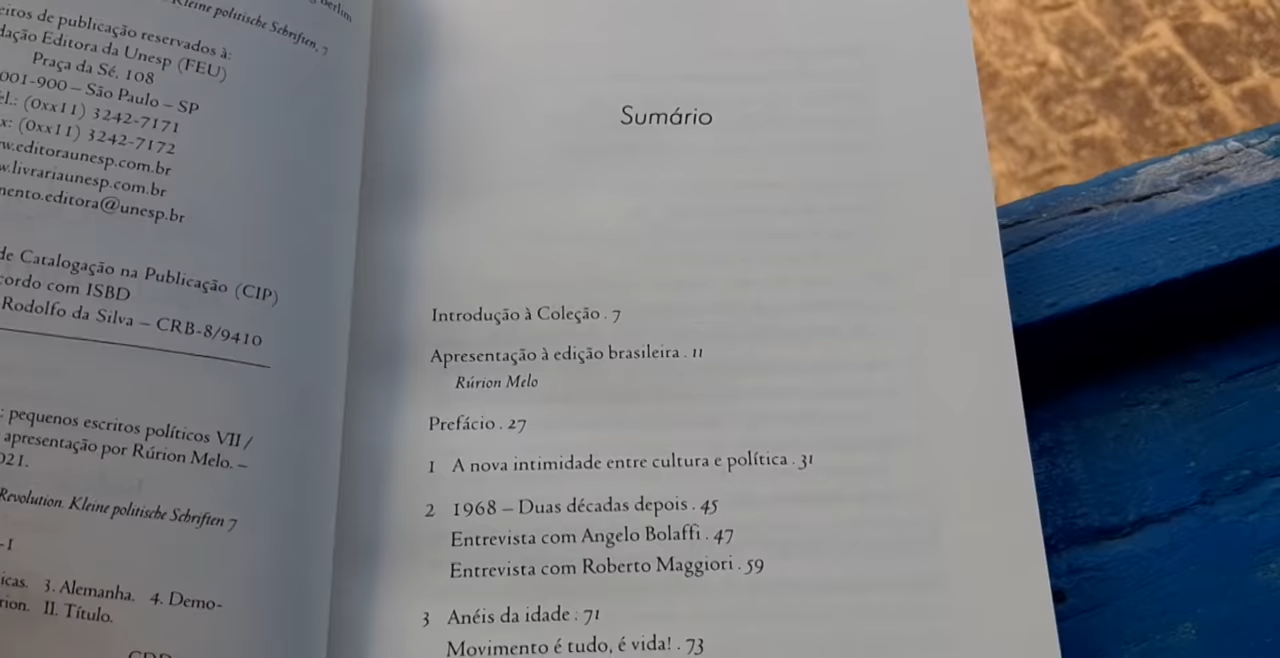 Berlim
Kleine politische Schriften, 7
eitos de publicação reservados à:
dação Editora da Unesp (FEU)
Praça da Sé, 108
001-900 – São Paulo – SP
el.: (0xx11) 3242-7171
x: (0xx11) 3242-7172
w.editoraunesp.com.br
w.livrariaunesp.com.br
mento.editora@unesp.br
de Catalogação na Publicação (CIP)
cordo com ISBD
Rodolfo da Silva – CRB-8/9410
: pequenos escritos políticos VII /
apresentação por Rúrion Melo. –
021.
Revolution. Kleine politische Schriften 7
-1
icas. 3. Alemanha. 4. Demo-
rion. II. Título.
Sumário
Introdução à Coleção . 7
Apresentação à edição brasileira . 11
Rúrion Melo
Prefácio . 27
1 A nova intimidade entre cultura e política . 31
2 1968 – Duas décadas depois . 45
Entrevista com Angelo Bolaffi . 47
Entrevista com Roberto Maggiori . 59
3 Anéis da idade : 71
Movimento é tudo, é vida! . 73